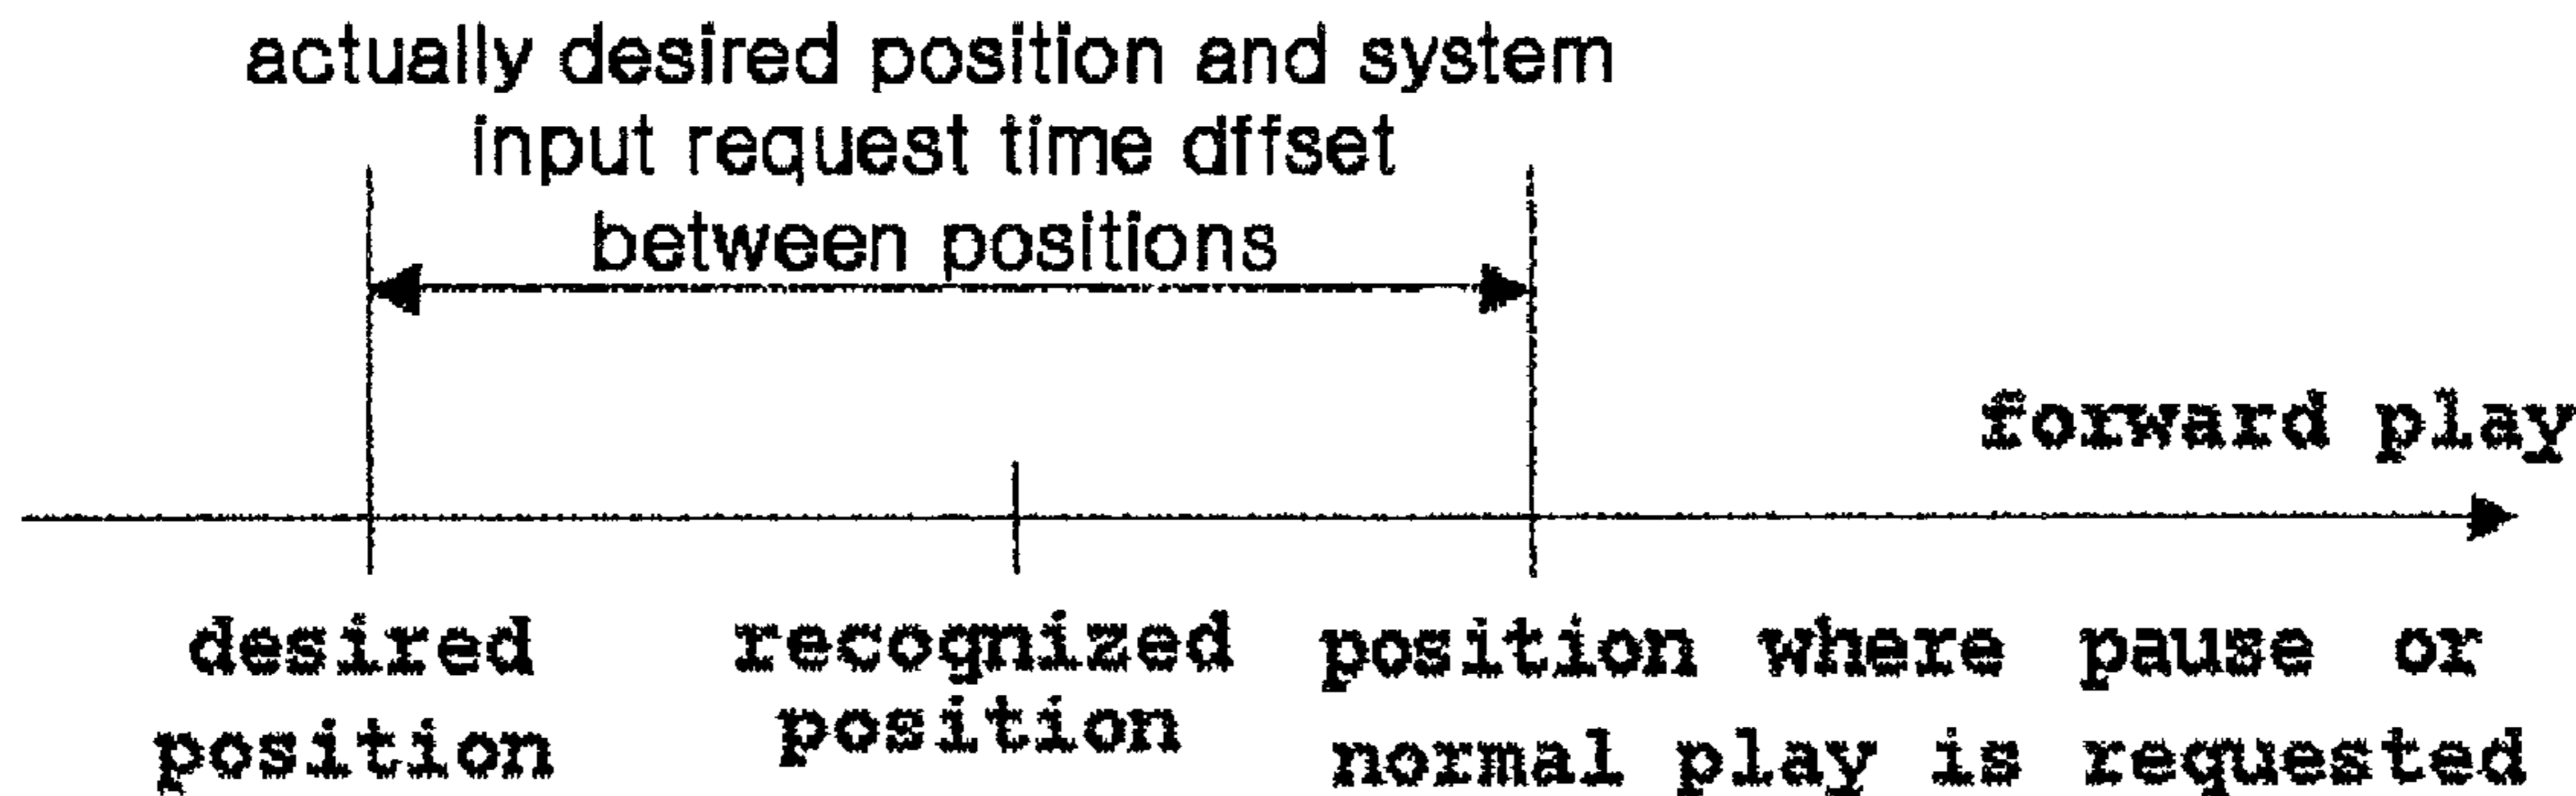 actually desired position and system
input request time dffset
between positions
forward play
desired
position
recognized
position
position where pause or
normal play is requested